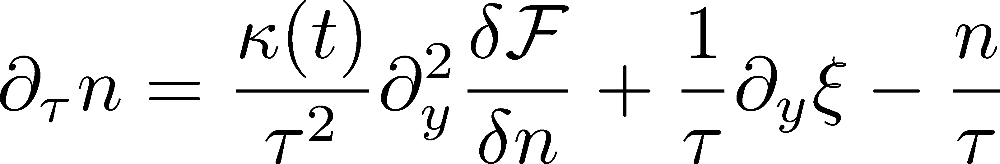 ∂_τ n = \frac{κ(t)}{τ^2} ∂_y^2 \frac{δ\mathcal{F}}{δn} + \frac{1}{τ} ∂_y ξ − \frac{n}{τ}